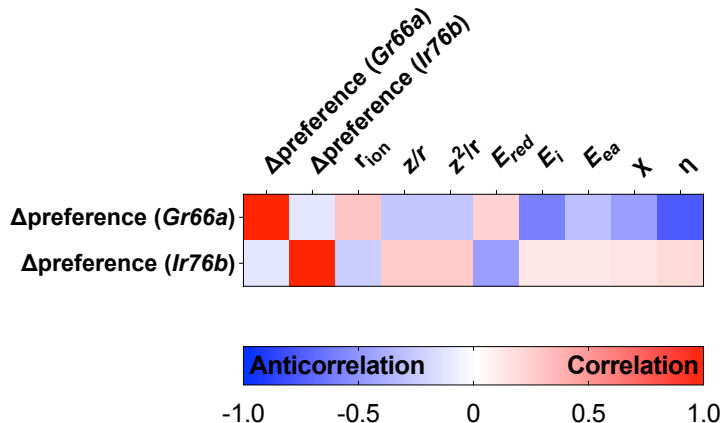 Δpreference (Gr66a)
Δpreference (Ir76b)
rion
z/r
z²/r
Ered
Ei
Eea
χ
η
Δpreference (Gr66a)
Δpreference (Ir76b)
Anticorrelation Correlation
-1.0 -0.5 0 0.5 1.0